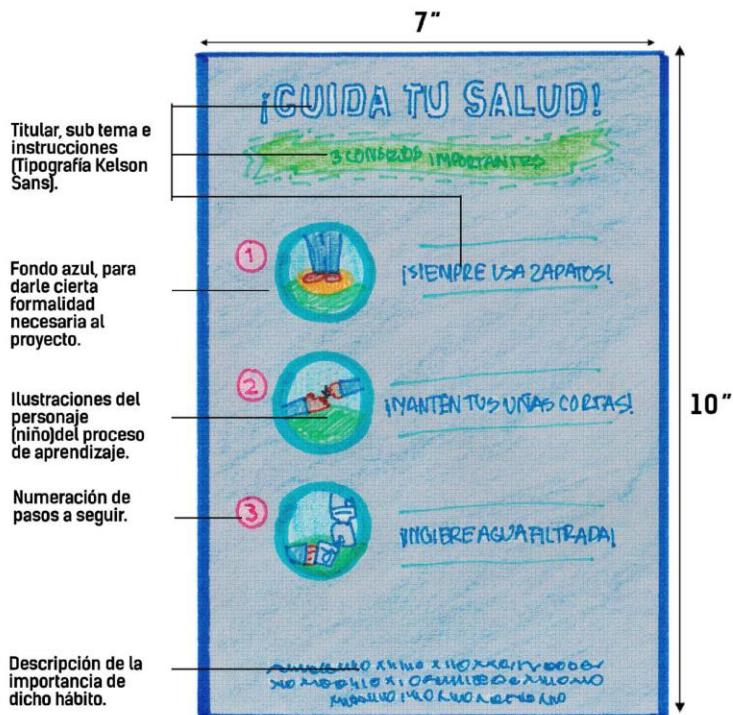 7"
¡CUIDA TU SALUD!
3 CONSEJOS IMPORTANTES
Titular, sub tema e
instrucciones
(Tipografía Kelson
Sans).
1
¡SIEMPRE USA ZAPATOS!
Fondo azul, para
darle cierta
formalidad
necesaria al
proyecto.
2
¡MANTEN TUS UÑAS CORTAS!
Ilustraciones del
personaje
(niño)del proceso
de aprendizaje.
10"
Numeración de
pasos a seguir.
3
¡INGIERE AGUA FILTRADA!
Descripción de la
importancia de
dicho hábito.